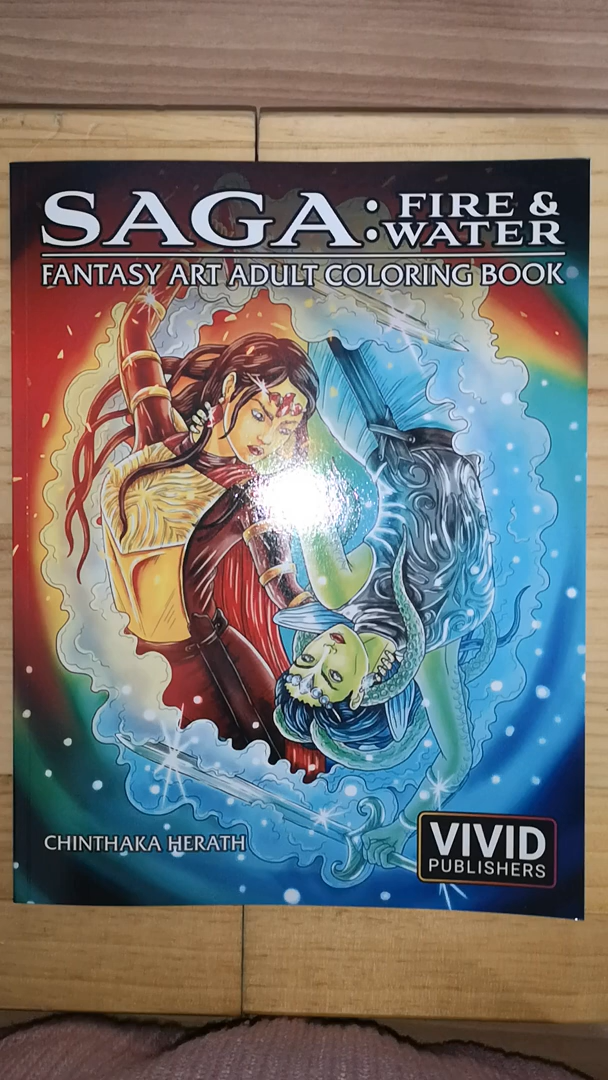 SAGA: FIRE &
WATER
FANTASY ART ADULT COLORING BOOK
CHINTHAKA HERATH
VIVID
PUBLISHERS